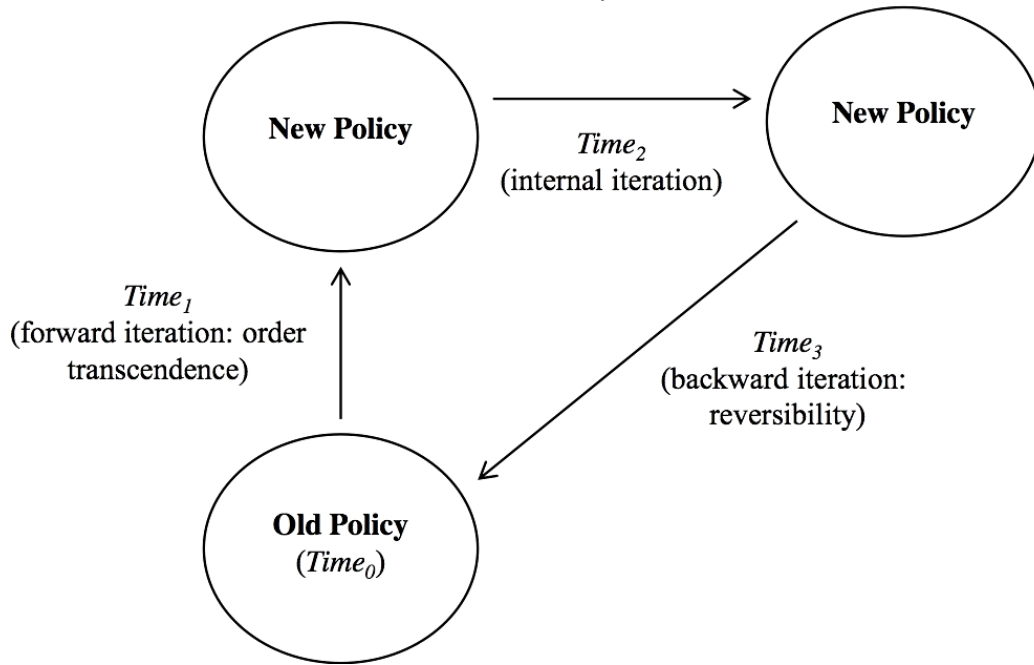 New Policy
New Policy
Time₂
(internal iteration)
Time₁
(forward iteration: order
transcendence)
Time₃
(backward iteration:
reversibility)
Old Policy
(Time₀)